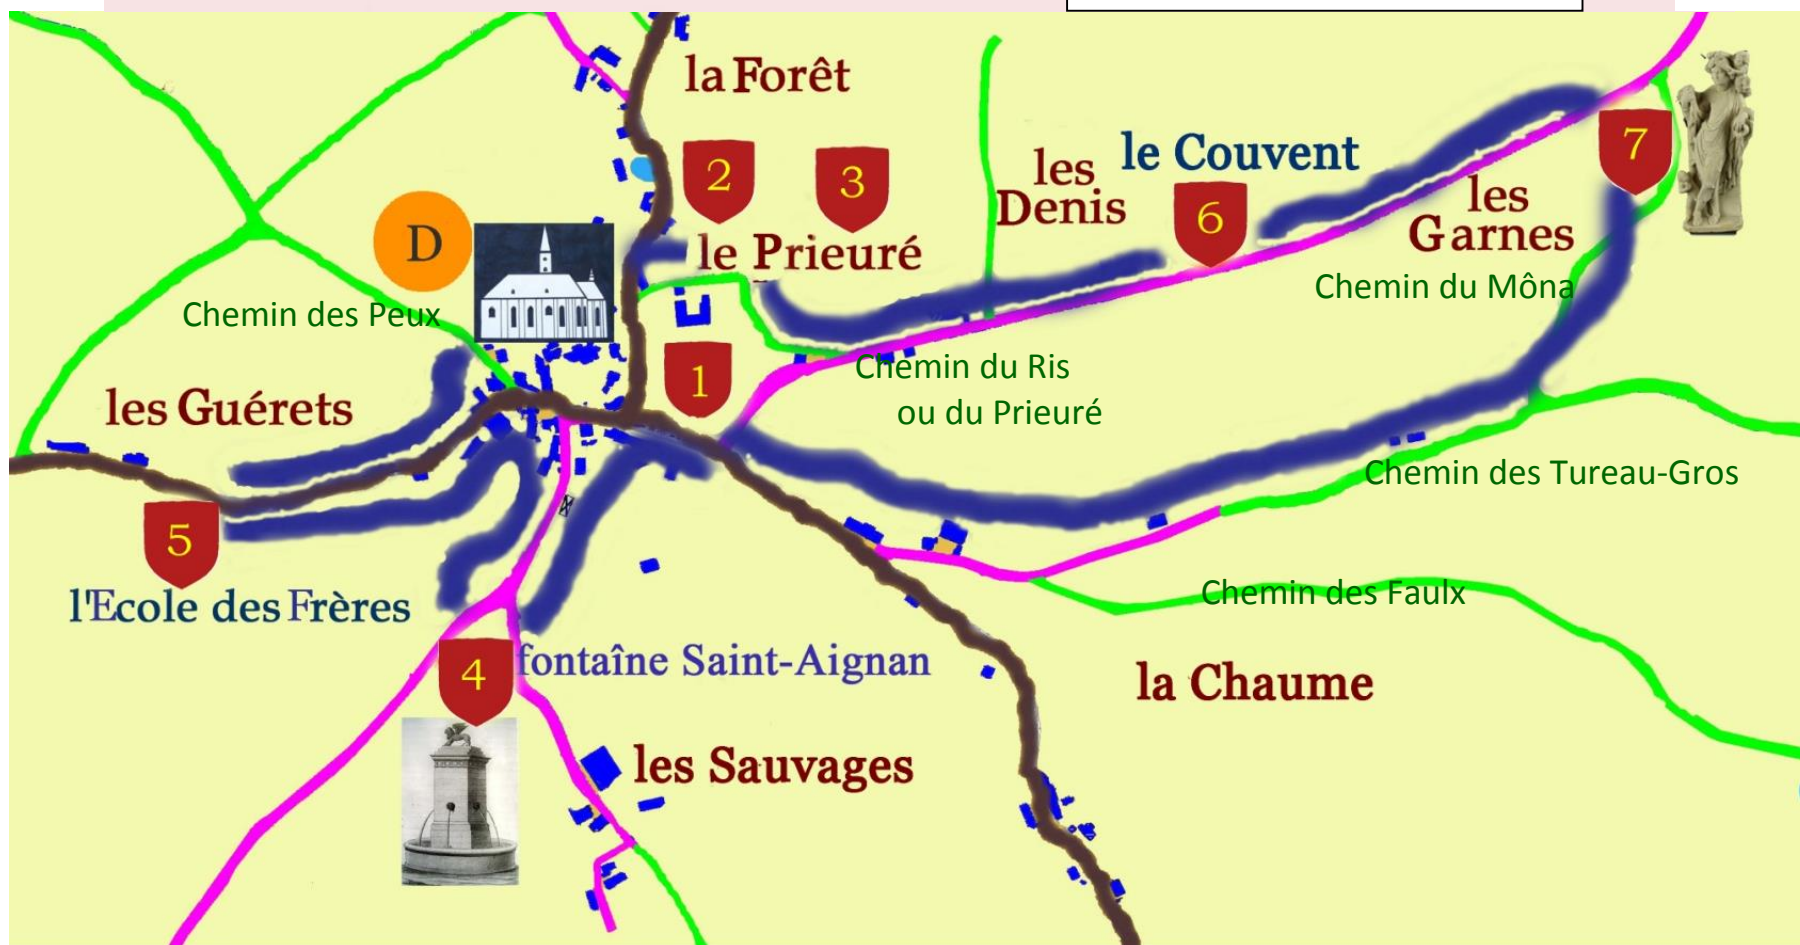 la Forêt
2
3
le Couvent
les
Denis
6
7
les
Garnes
D
le Prieuré
Chemin du Môna
Chemin des Peux
1
Chemin du Ris
ou du Prieuré
les Guérets
Chemin des Tureau-Gros
5
l'Ecole des Frères
Chemin des Faulx
4
fontaîne Saint-Aignan
la Chaume
les Sauvages